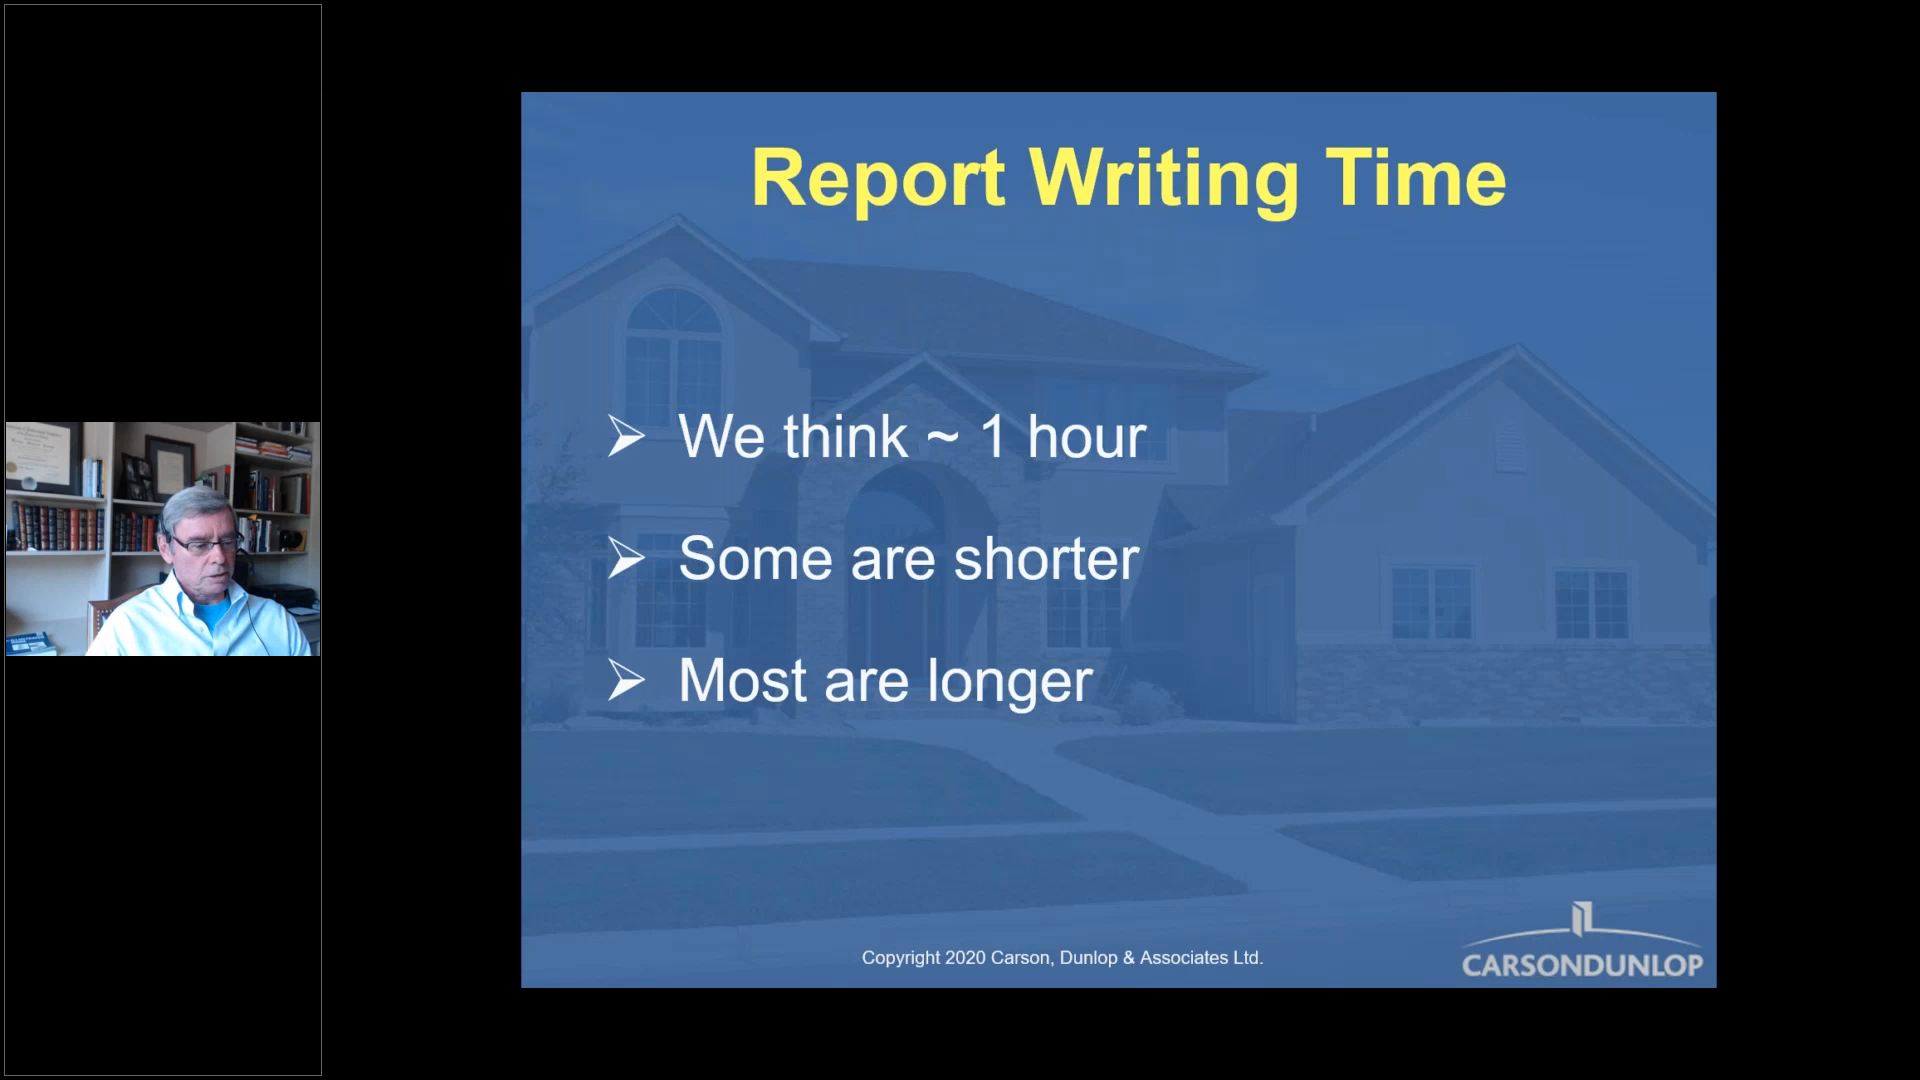 Report Writing Time
➢ We think ~ 1 hour
➢ Some are shorter
➢ Most are longer
Copyright 2020 Carson, Dunlop & Associates Ltd.
CARSONDUNLOP